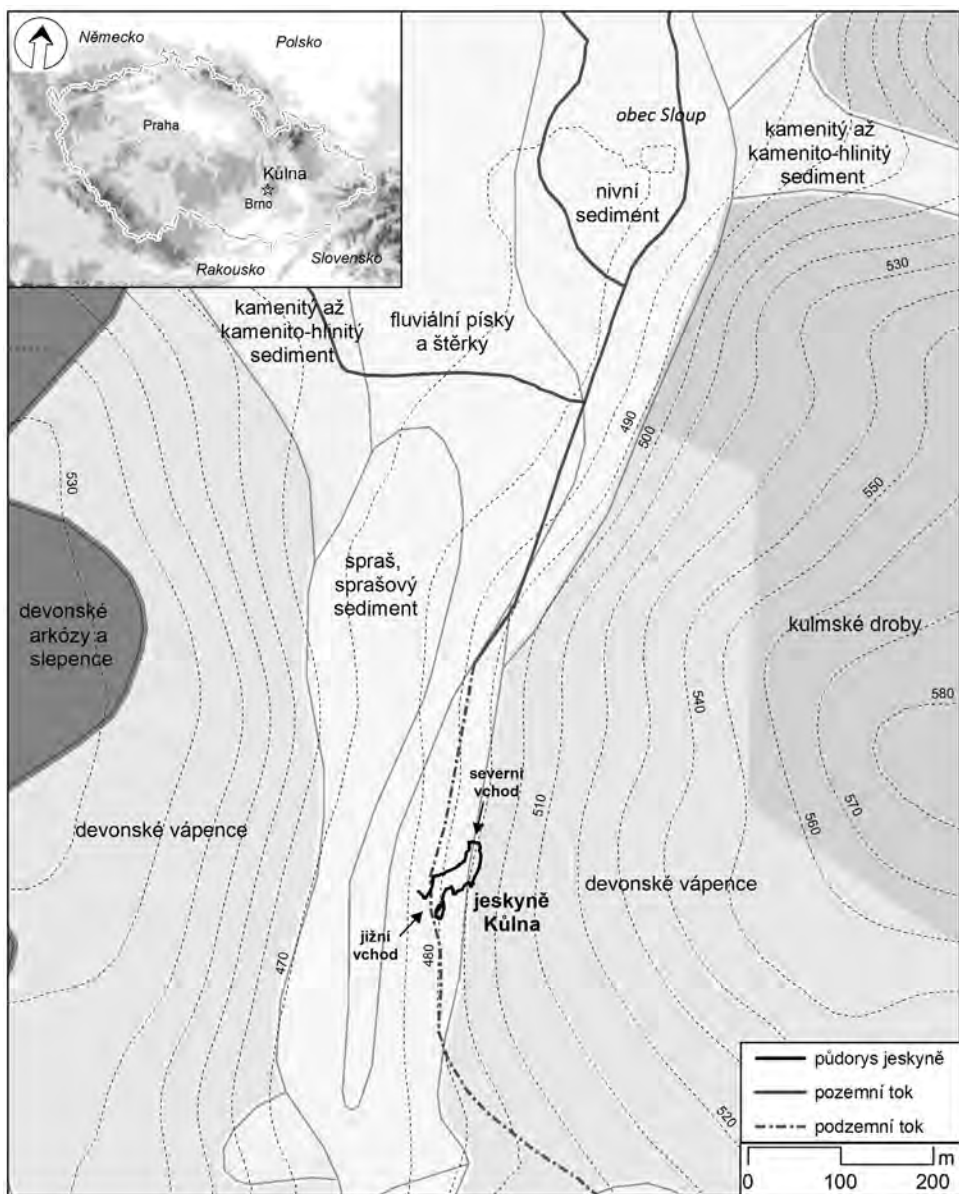 Německo
Polsko
Praha
Kůlna
Brno
Slovensko
Rakousko
obec Sloup
kamenitý až
kamenito-hlinitý
sediment
nivní
sediment
530
kamenitý až
kamenito-hlinitý
sediment
fluviální písky
a štěrky
490
500
530
550
spraš,
sprašový
sediment
devonské
arkózy a
slepence
kulmské droby
580
540
severní
vchod
510
570
560
devonské vápence
devonské vápence
jeskyně
Kůlna
jižní
vchod
480
470
520
půdorys jeskyně
pozemní tok
podzemní tok
m
0 100 200